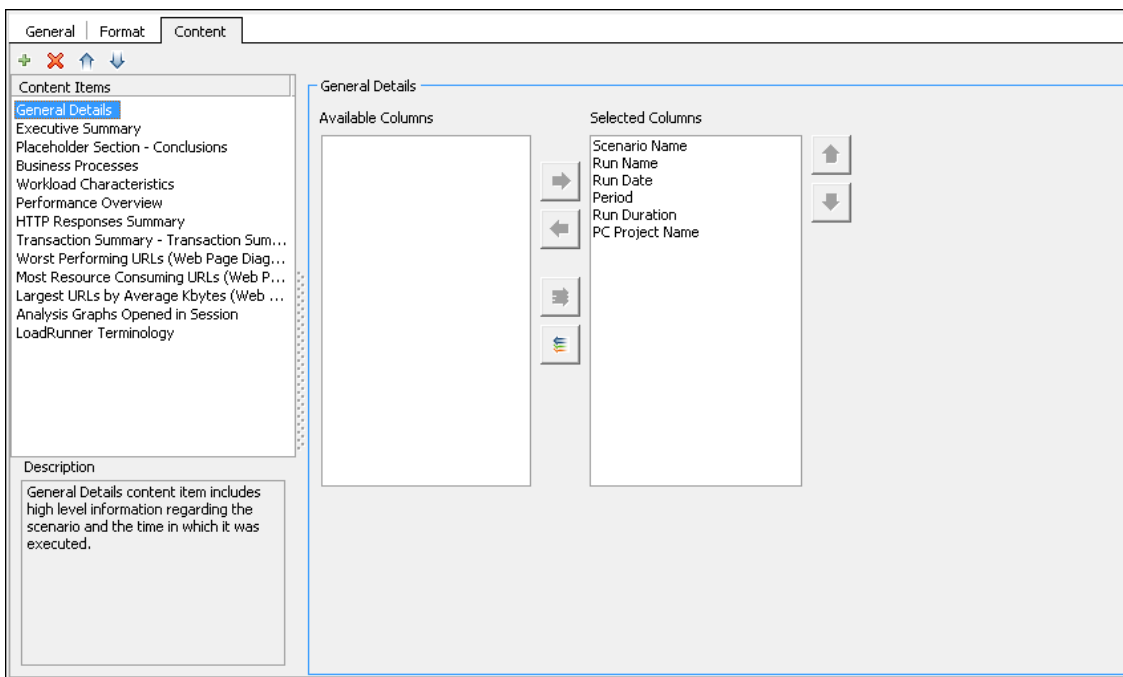 General
Format
Content
Content Items
General Details
Executive Summary
Placeholder Section - Conclusions
Business Processes
Workload Characteristics
Performance Overview
HTTP Responses Summary
Transaction Summary - Transaction Sum...
Worst Performing URLs (Web Page Diag...
Most Resource Consuming URLs (Web P...
Largest URLs by Average Kbytes (Web ...
Analysis Graphs Opened in Session
LoadRunner Terminology
Description
General Details content item includes
high level information regarding the
scenario and the time in which it was
executed.
General Details
Available Columns
Selected Columns
Scenario Name
Run Name
Run Date
Period
Run Duration
PC Project Name